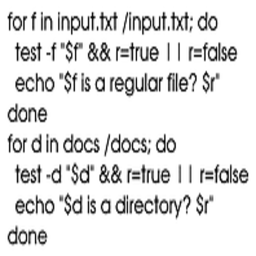 for f in input.txt /input.txt; do
test -f "$f" && r=true || r=false
echo "$f is a regular file? $r"
done
for d in docs /docs; do
test -d "$d" && r=true || r=false
echo "$d is a directory? $r"
done